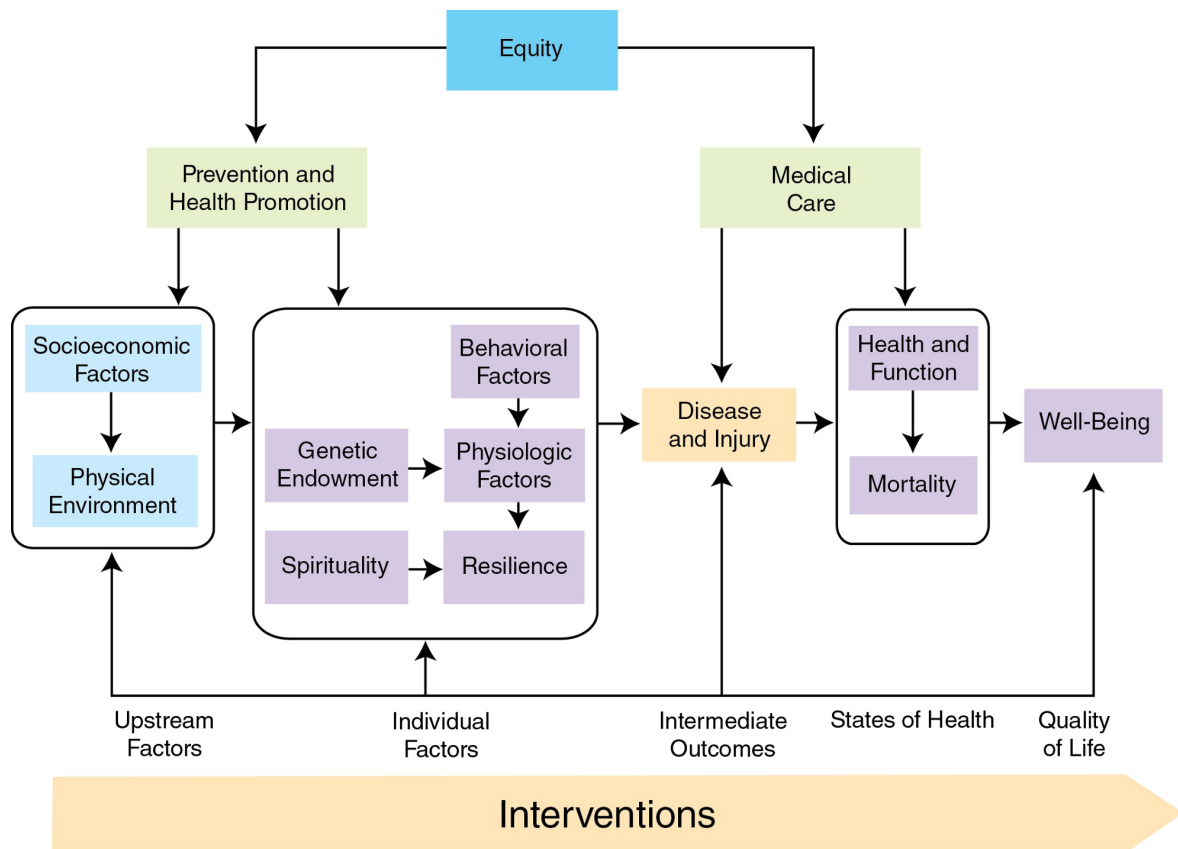 Equity
Prevention and
Health Promotion
Medical
Care
Socioeconomic
Factors
Physical
Environment
Behavioral
Factors
Genetic
Endowment
Physiologic
Factors
Spirituality
Resilience
Disease
and Injury
Health and
Function
Mortality
Well-Being
Upstream
Factors
Individual
Factors
Intermediate
Outcomes
States of Health
Quality
of Life
Interventions